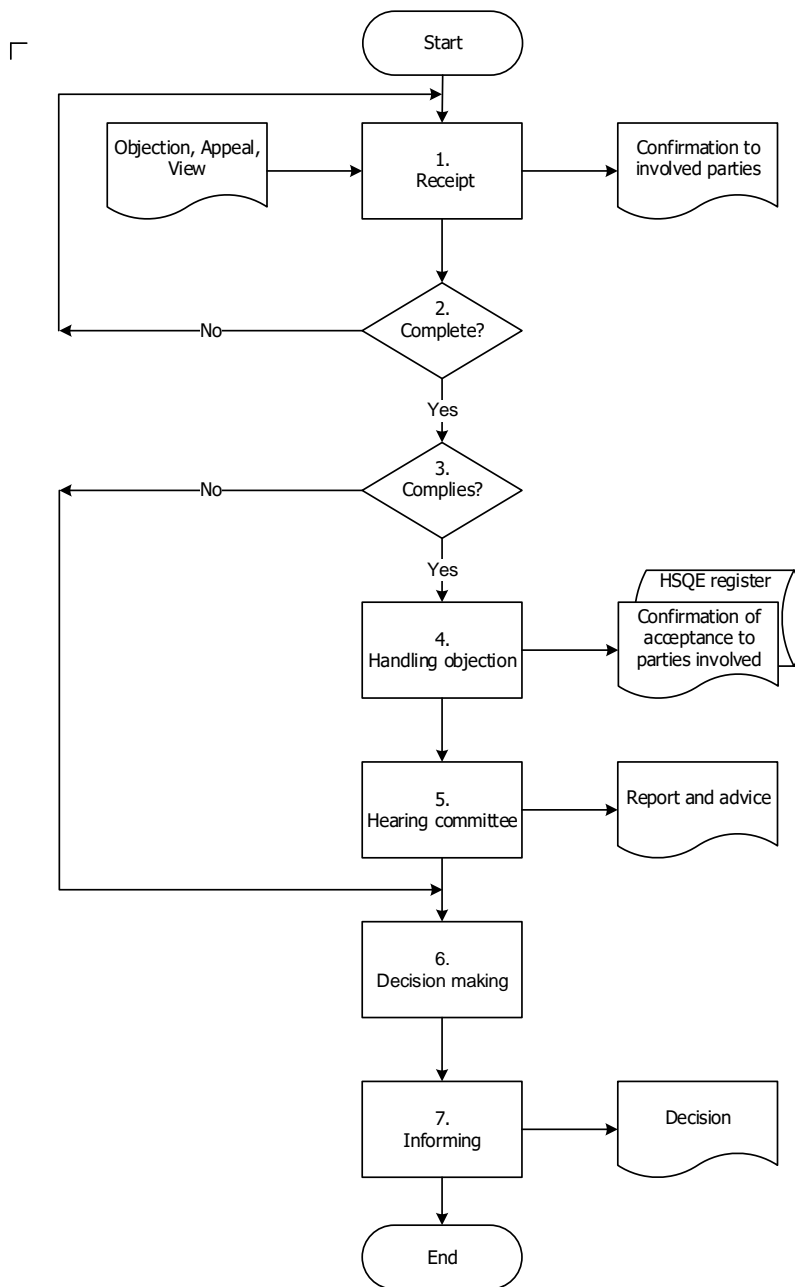 Start
Objection, Appeal,
View
1.
Receipt
Confirmation to
involved parties
2.
Complete?
No
Yes
3.
Complies?
No
Yes
HSQE register
4.
Handling objection
Confirmation of
acceptance to
parties involved
5.
Hearing committee
Report and advice
6.
Decision making
7.
Informing
Decision
End